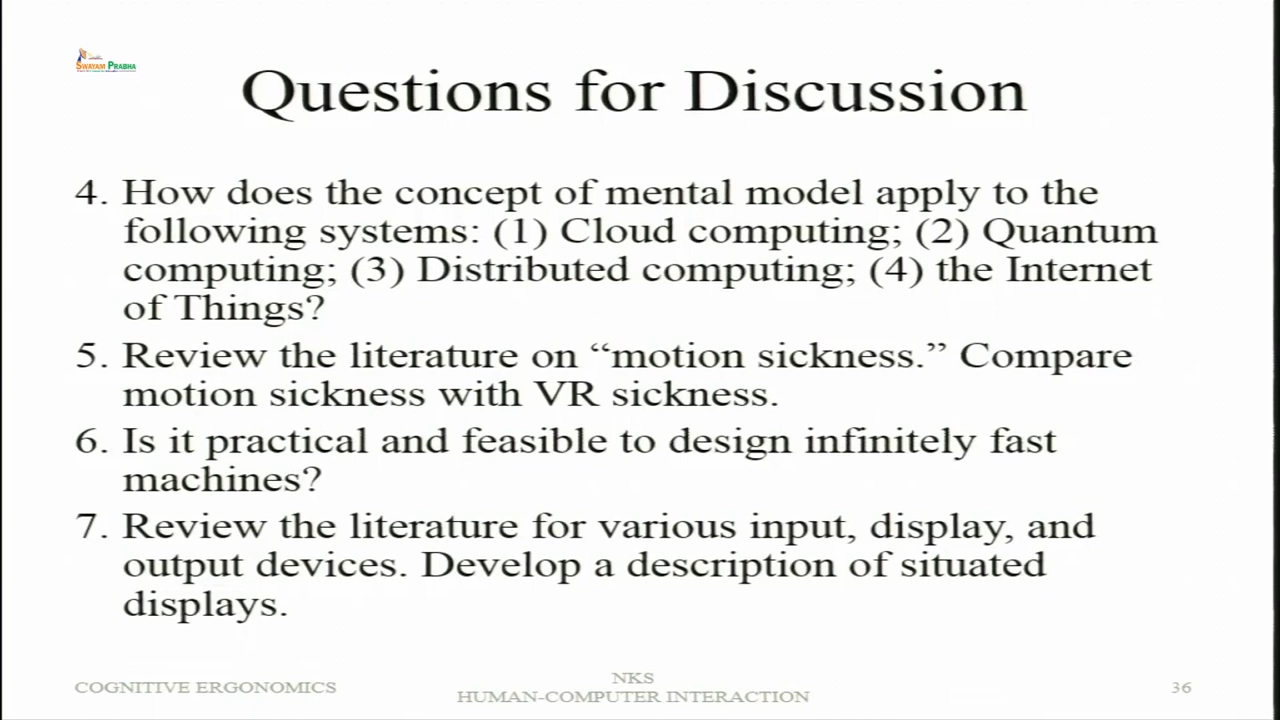 SWAYAM PRABHA
Questions for Discussion
4. How does the concept of mental model apply to the
following systems: (1) Cloud computing; (2) Quantum
computing; (3) Distributed computing; (4) the Internet
of Things?
5. Review the literature on “motion sickness.” Compare
motion sickness with VR sickness.
6. Is it practical and feasible to design infinitely fast
machines?
7. Review the literature for various input, display, and
output devices. Develop a description of situated
displays.
COGNITIVE ERGONOMICS
NKS
HUMAN-COMPUTER INTERACTION
36